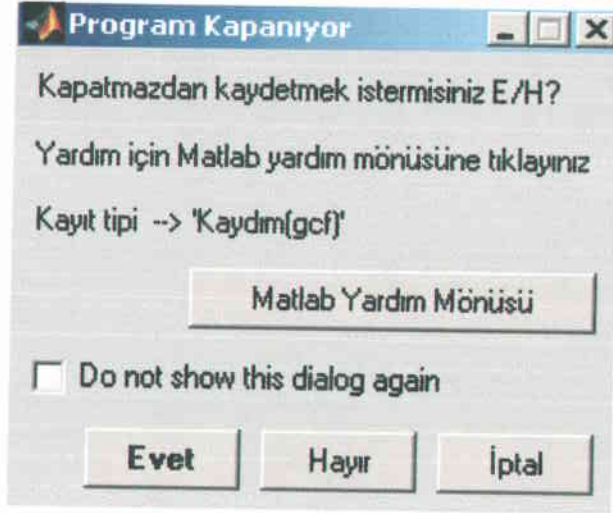 Program Kapanıyor
Kapatmazdan kaydetmek istermisiniz E/H?
Yardım için Matlab yardım mönüsüne tıklayınız
Kayıt tipi --> 'Kaydım(gcf)'
Matlab Yardım Mönüsü
Do not show this dialog again
Evet Hayır İptal